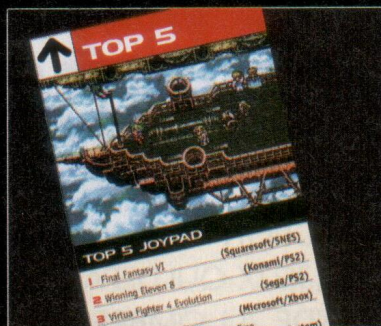 TOP 5
TOP 5 JOYPAD
1 Final Fantasy VI (Squaresoft/SNES)
2 Winning Eleven 8 (Konami/PS2)
3 Virtua Fighter 4 Evolution (Sega/PS2)
(Microsoft/Xbox)